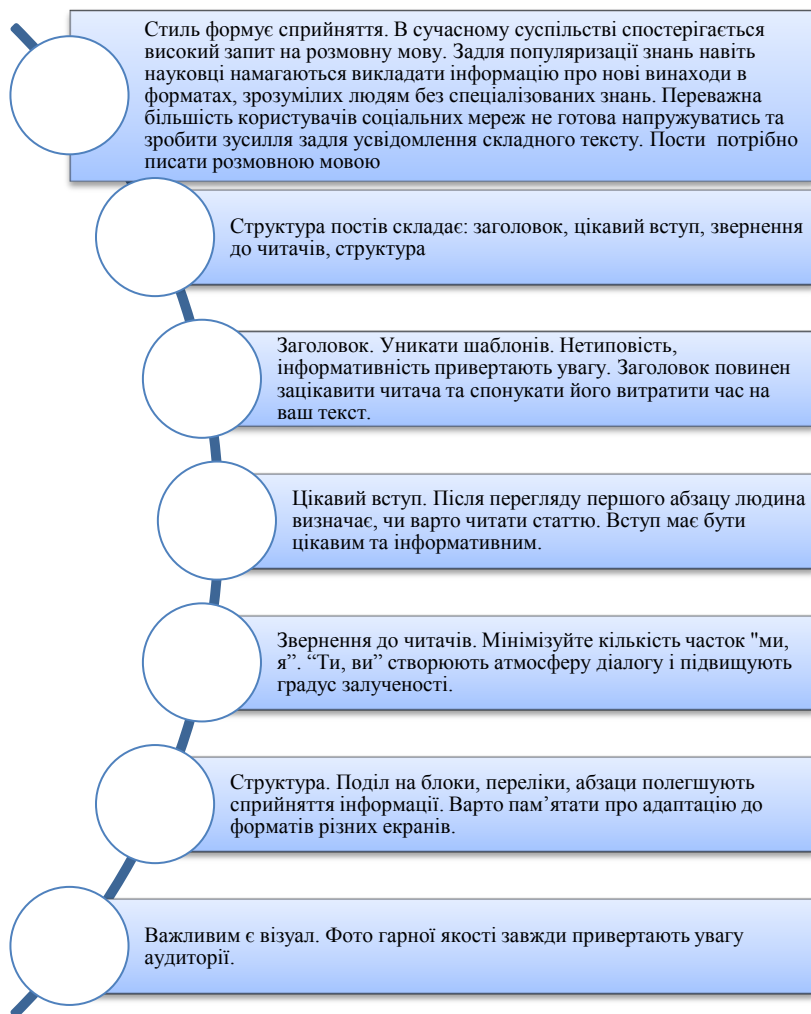 Стиль формує сприйняття. В сучасному суспільстві спостерігається
високий запит на розмовну мову. Задля популяризації знань навіть
науковці намагаються викладати інформацію про нові винаходи в
форматах, зрозумілих людям без спеціалізованих знань. Переважна
більшість користувачів соціальних мереж не готова напружуватись та
зробити зусилля задля усвідомлення складного тексту. Пости потрібно
писати розмовною мовою
Структура постів складає: заголовок, цікавий вступ, звернення
до читачів, структура
Заголовок. Уникати шаблонів. Нетиповість,
інформативність привертають увагу. Заголовок повинен
зацікавити читача та спонукати його витратити час на
ваш текст.
Цікавий вступ. Після перегляду першого абзацу людина
визначає, чи варто читати статтю. Вступ має бути
цікавим та інформативним.
Звернення до читачів. Мінімізуйте кількість часток "ми,
я”. “Ти, ви” створюють атмосферу діалогу і підвищують
градус залученості.
Структура. Поділ на блоки, переліки, абзаци полегшують
сприйняття інформації. Варто пам’ятати про адаптацію до
форматів різних екранів.
Важливим є візуал. Фото гарної якості завжди привертають увагу
аудиторії.